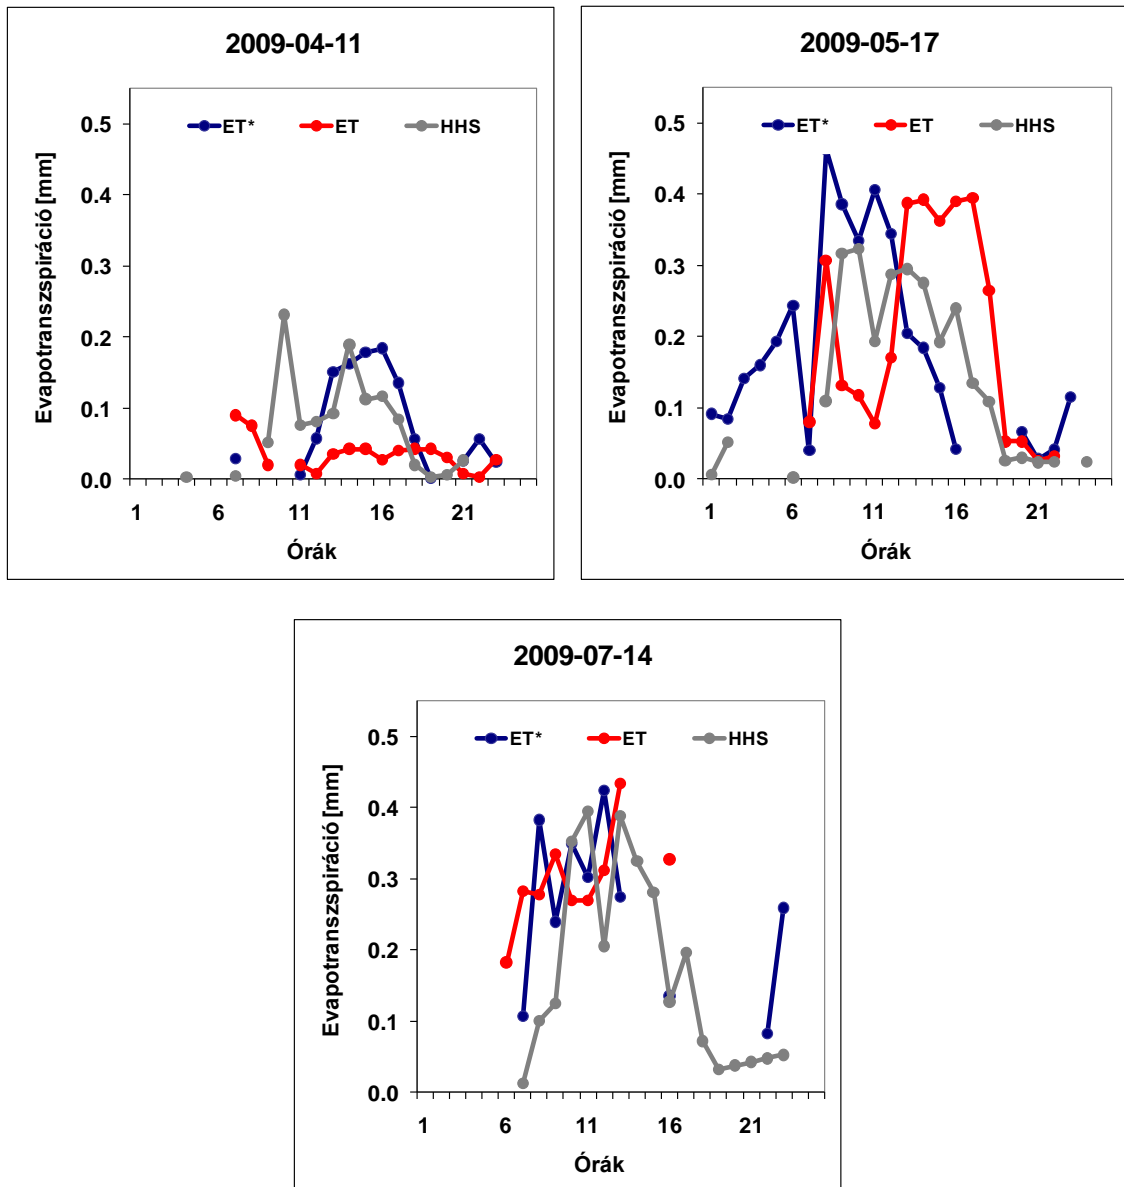 2009-04-11
ET* ET HHS
0.5
0.4
0.3
0.2
0.1
0.0
Evapotranszspiráció [mm]
1 6 11 16 21
Órák
2009-05-17
ET* ET HHS
0.5
0.4
0.3
0.2
0.1
0.0
Evapotranszspiráció [mm]
1 6 11 16 21
Órák
2009-07-14
ET* ET HHS
0.5
0.4
0.3
0.2
0.1
0.0
Evapotranszspiráció [mm]
1 6 11 16 21
Órák